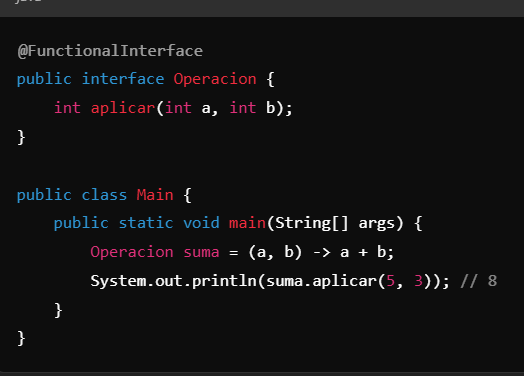 @FunctionalInterface
public interface Operacion {
    int aplicar(int a, int b);
}
public class Main {
    public static void main(String[] args) {
        Operacion suma = (a, b) -> a + b;
        System.out.println(suma.aplicar(5, 3)); // 8
    }
}